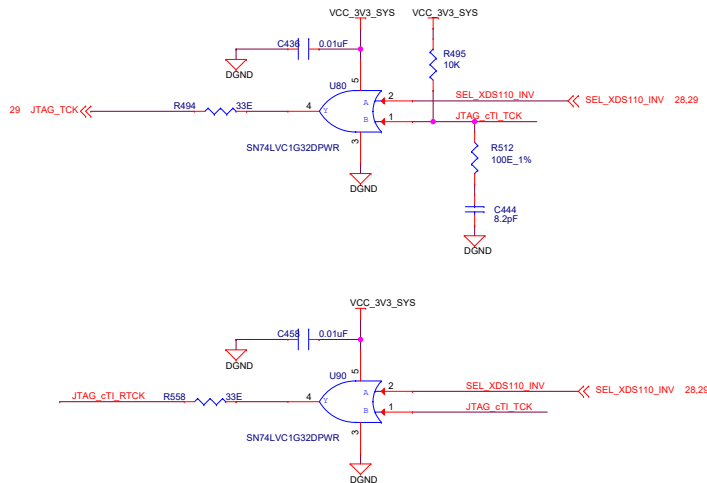 VCC_3V3_SYS VCC_3V3_SYS
C436 0.01uF
R495
10K
DGND
5
U80
2
SEL_XDS110_INV
SEL_XDS110_INV 28,29
A
29 JTAG_TCK
R494 33E
4
Y
1
JTAG_cTI_TCK
B
3
SN74LVC1G32DPWR
R512
100E_1%
DGND
C444
8.2pF
DGND
VCC_3V3_SYS
C458 0.01uF
DGND
5
U90
2
SEL_XDS110_INV
SEL_XDS110_INV 28,29
A
JTAG_cTI_RTCK
R558 33E
4
Y
1
JTAG_cTI_TCK
B
3
SN74LVC1G32DPWR
DGND